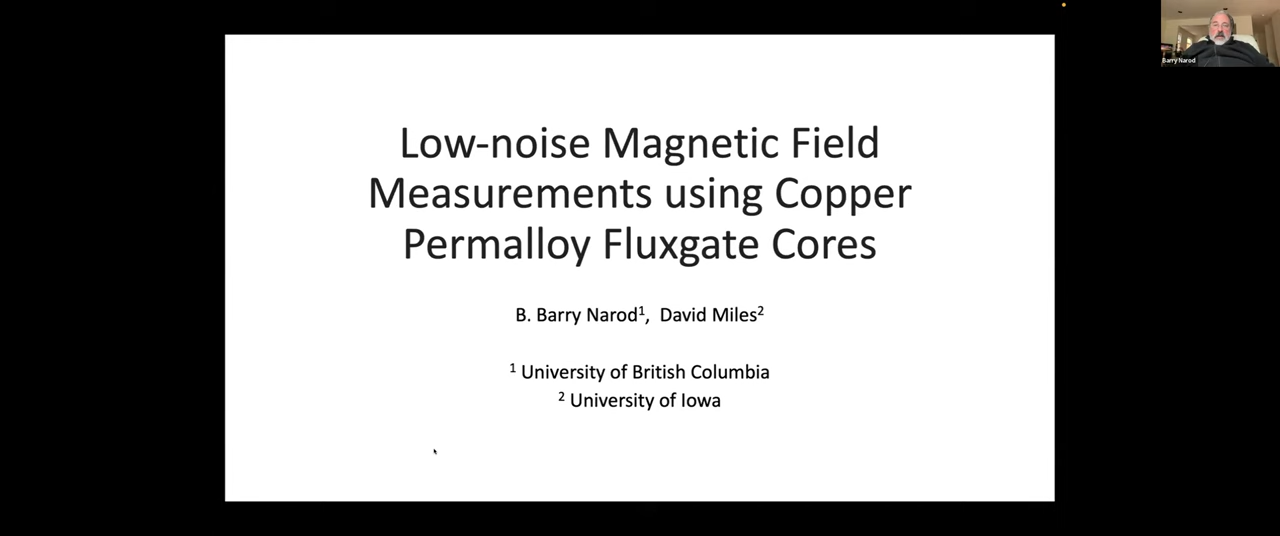 Barry Narod
Low-noise Magnetic Field
Measurements using Copper
Permalloy Fluxgate Cores
B. Barry Narod¹, David Miles²
¹ University of British Columbia
² University of Iowa